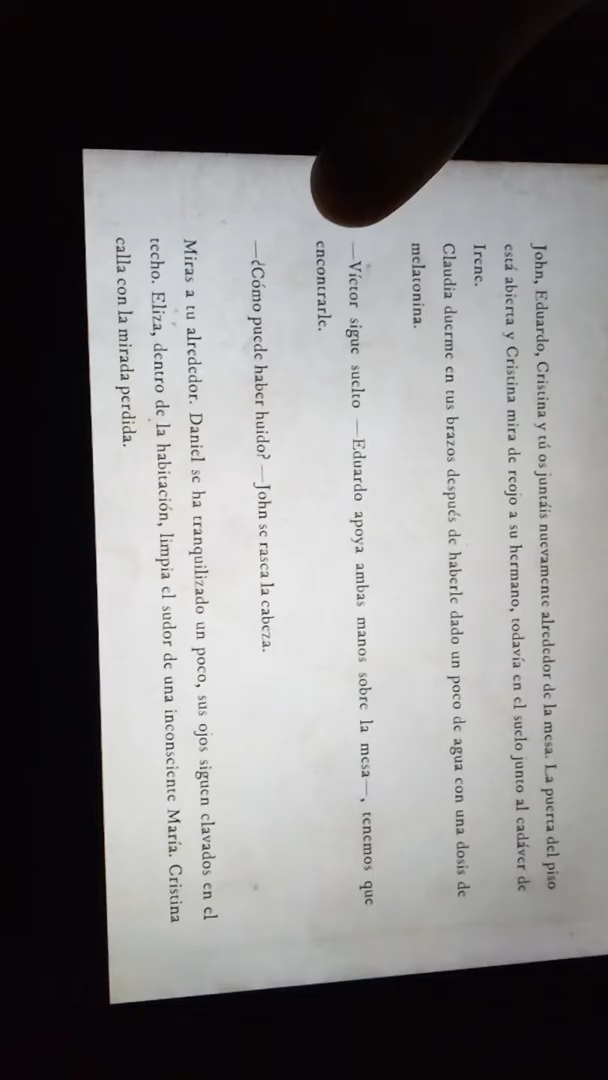 John, Eduardo, Cristina y tú os juntáis nuevamente alrededor de la mesa. La puerta del piso
está abierta y Cristina mira de reojo a su hermano, todavía en el suelo junto al cadáver de
Irene.
Claudia duerme en tus brazos después de haberle dado un poco de agua con una dosis de
melatonina.
—Víctor sigue suelto —Eduardo apoya ambas manos sobre la mesa—, tenemos que
encontrarle.
—¿Cómo puede haber huido? —John se rasca la cabeza.
Miras a tu alrededor. Daniel se ha tranquilizado un poco, sus ojos siguen clavados en el
techo. Eliza, dentro de la habitación, limpia el sudor de una inconsciente María. Cristina
calla con la mirada perdida.